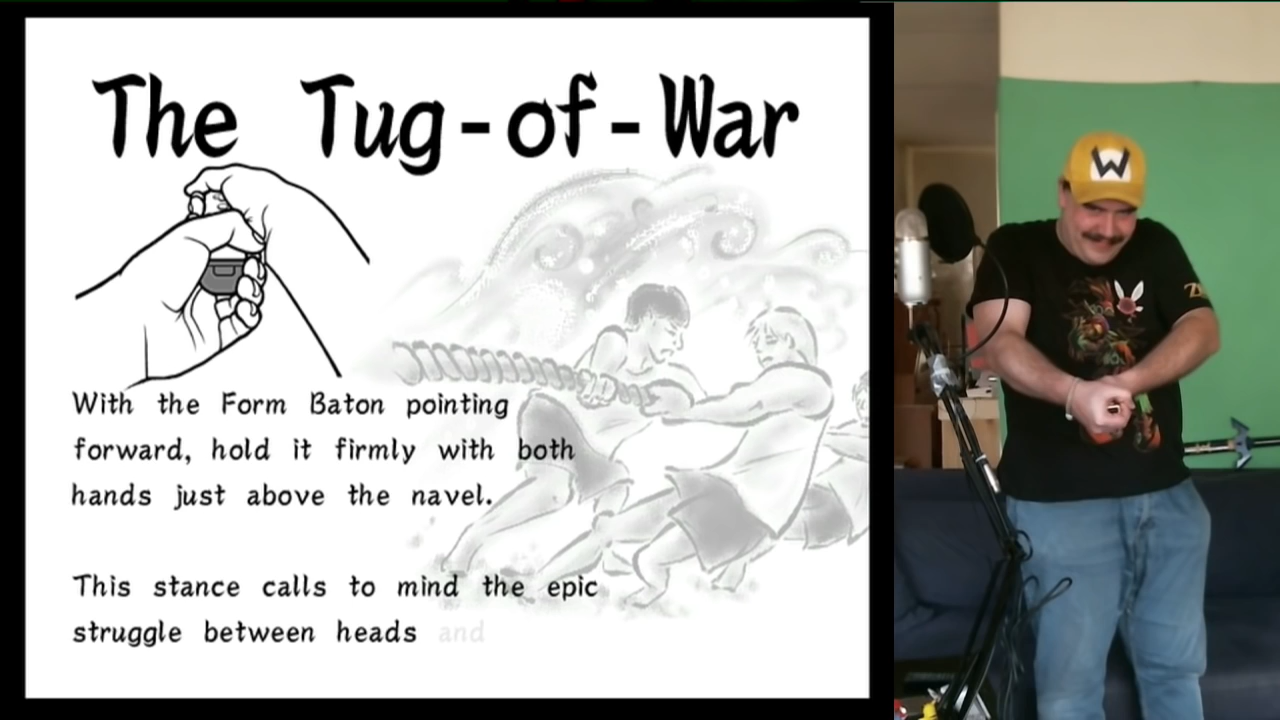 The Tug-of-War
With the Form Baton pointing
forward, hold it firmly with both
hands just above the navel.
This stance calls to mind the epic
struggle between heads and
W